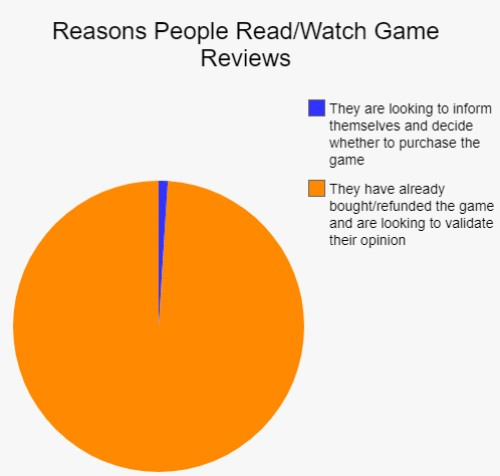 Reasons People Read/Watch Game
Reviews
They are looking to inform
themselves and decide
whether to purchase the
game
They have already
bought/refunded the game
and are looking to validate
their opinion